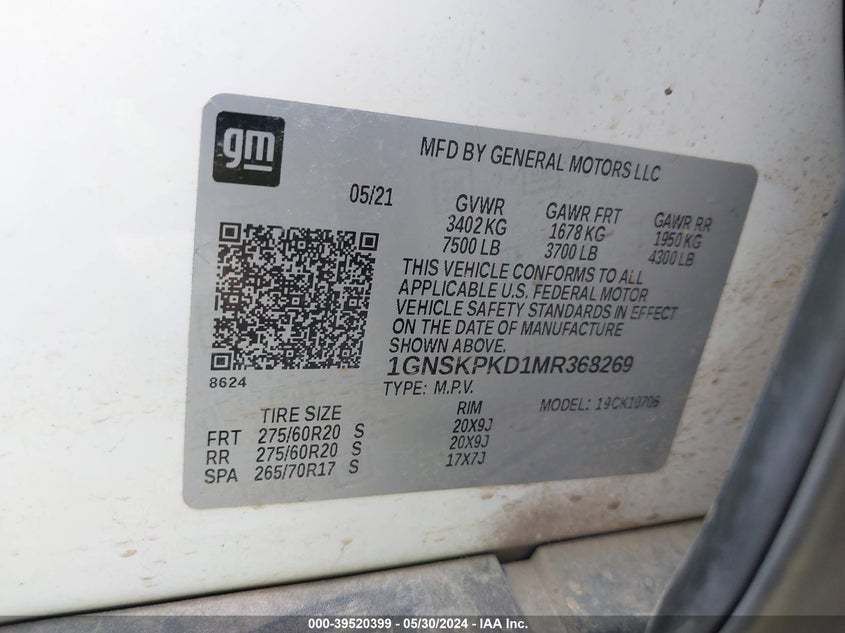 gm
MFD BY GENERAL MOTORS LLC
05/21
GVWR GAWR FRT GAWR RR
3402 KG 1678 KG 1950 KG
7500 LB 3700 LB 4300 LB
THIS VEHICLE CONFORMS TO ALL
APPLICABLE U.S. FEDERAL MOTOR
VEHICLE SAFETY STANDARDS IN EFFECT
ON THE DATE OF MANUFACTURE
SHOWN ABOVE.
1GNSKPKD1MR368269
8624
TYPE: M.P.V. MODEL: 19CK10706
TIRE SIZE RIM
FRT 275/60R20 S 20X9J
RR 275/60R20 S 20X9J
SPA 265/70R17 S 17X7J
000-39520399 - 05/30/2024 - IAA Inc.